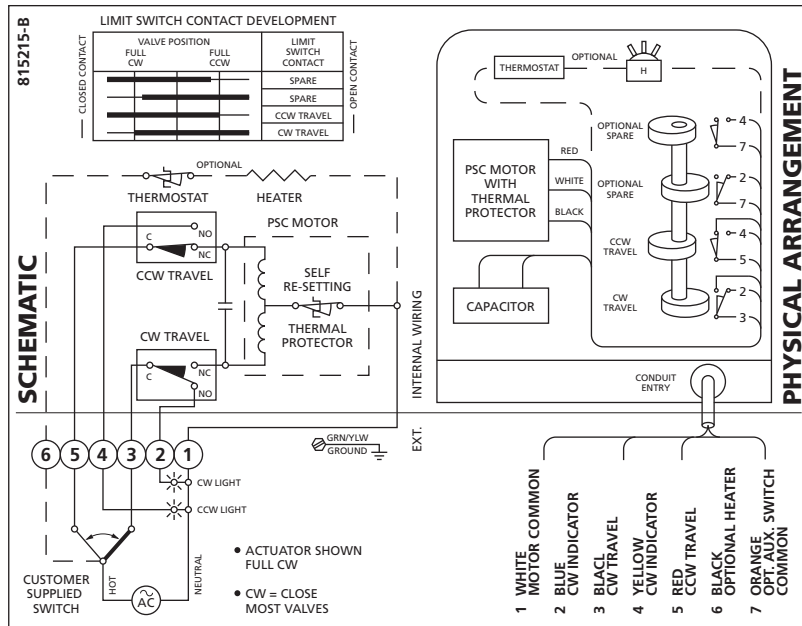 815215-B
LIMIT SWITCH CONTACT DEVELOPMENT
CLOSED CONTACT
VALVE POSITION
FULL CW
FULL CCW
LIMIT SWITCH CONTACT
SPARE
SPARE
CCW TRAVEL
CW TRAVEL
OPEN CONTACT
SCHEMATIC
OPTIONAL
THERMOSTAT
HEATER
PSC MOTOR
C
NO
NC
CCW TRAVEL
SELF
RE-SETTING
THERMAL
PROTECTOR
CW TRAVEL
C
NC
NO
INTERNAL WIRING
EXT.
GRN/YLW
GROUND
6 5 4 3 2 1
CW LIGHT
CCW LIGHT
CUSTOMER
SUPPLIED
SWITCH
HOT
AC
NEUTRAL
• ACTUATOR SHOWN
FULL CW
• CW = CLOSE
MOST VALVES
PHYSICAL ARRANGEMENT
THERMOSTAT
OPTIONAL
H
PSC MOTOR
WITH
THERMAL
PROTECTOR
RED
WHITE
BLACK
CAPACITOR
OPTIONAL
SPARE
4
7
OPTIONAL
SPARE
2
7
CCW
TRAVEL
4
5
CW
TRAVEL
2
3
CONDUIT
ENTRY
1 WHITE
MOTOR COMMON
2 BLUE
CW INDICATOR
3 BLACL
CW TRAVEL
4 YELLOW
CW INDICATOR
5 RED
CCW TRAVEL
6 BLACK
OPTIONAL HEATER
7 ORANGE
OPT. AUX. SWITCH
COMMON